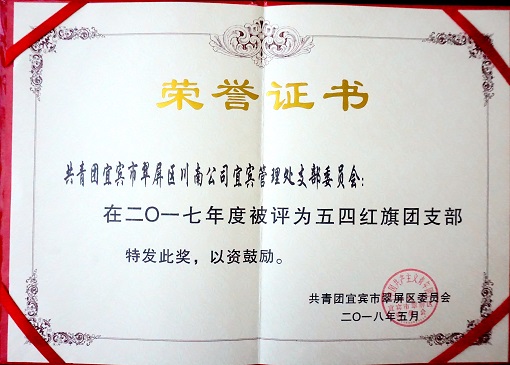 荣誉证书
共青团宜宾市翠屏区川南公司宜宾管理处支部委员会：
在二〇一七年度被评为五四红旗团支部
特发此奖，以资鼓励。
共青团宜宾市翠屏区委员会
二〇一八年五月